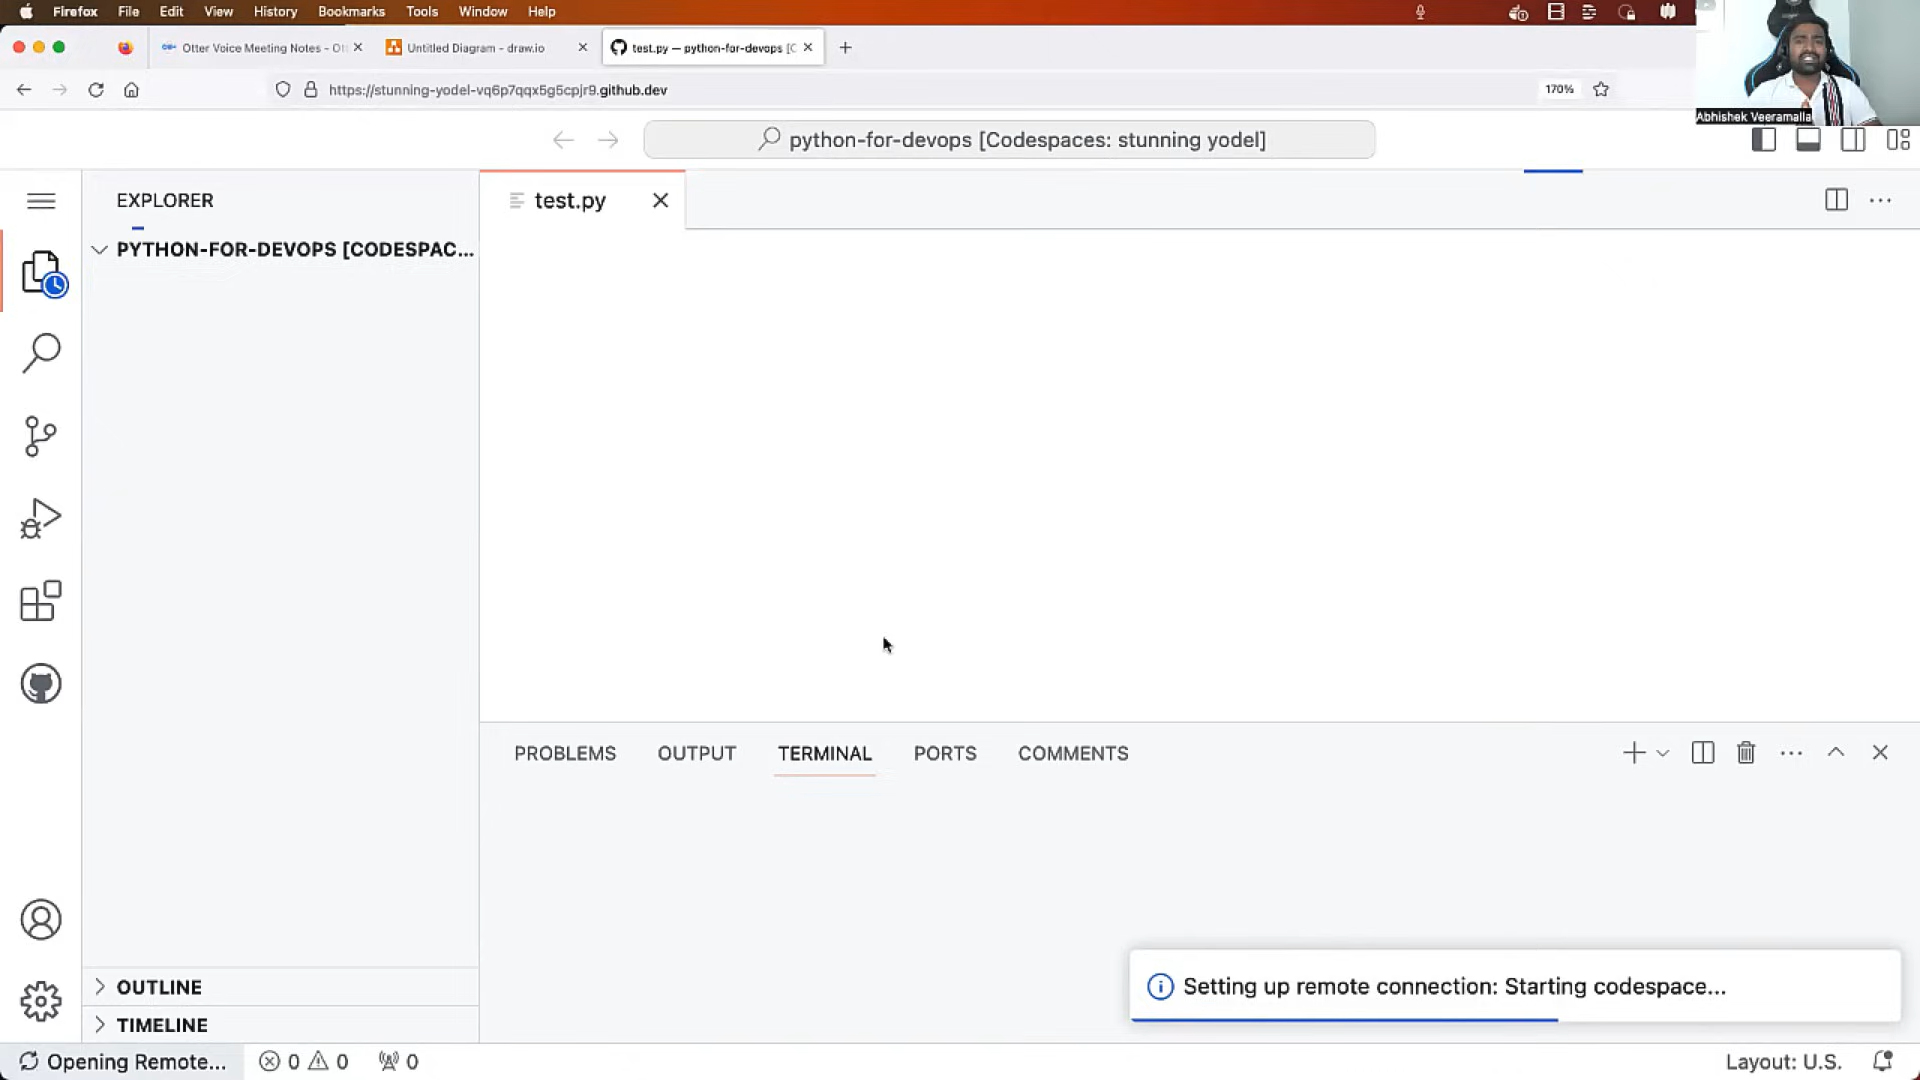 Firefox File Edit View History Bookmarks Tools Window Help
Otter Voice Meeting Notes - Ott
Untitled Diagram - draw.io
test.py — python-for-devops [C
https://stunning-yodel-vq6p7qqx5g5cpjr9.github.dev
170%
Abhishek Veeramalla
python-for-devops [Codespaces: stunning yodel]
EXPLORER
test.py
PYTHON-FOR-DEVOPS [CODESPAC...
PROBLEMS OUTPUT TERMINAL PORTS COMMENTS
OUTLINE
TIMELINE
Setting up remote connection: Starting codespace...
Opening Remote... 0 0 0
Layout: U.S.